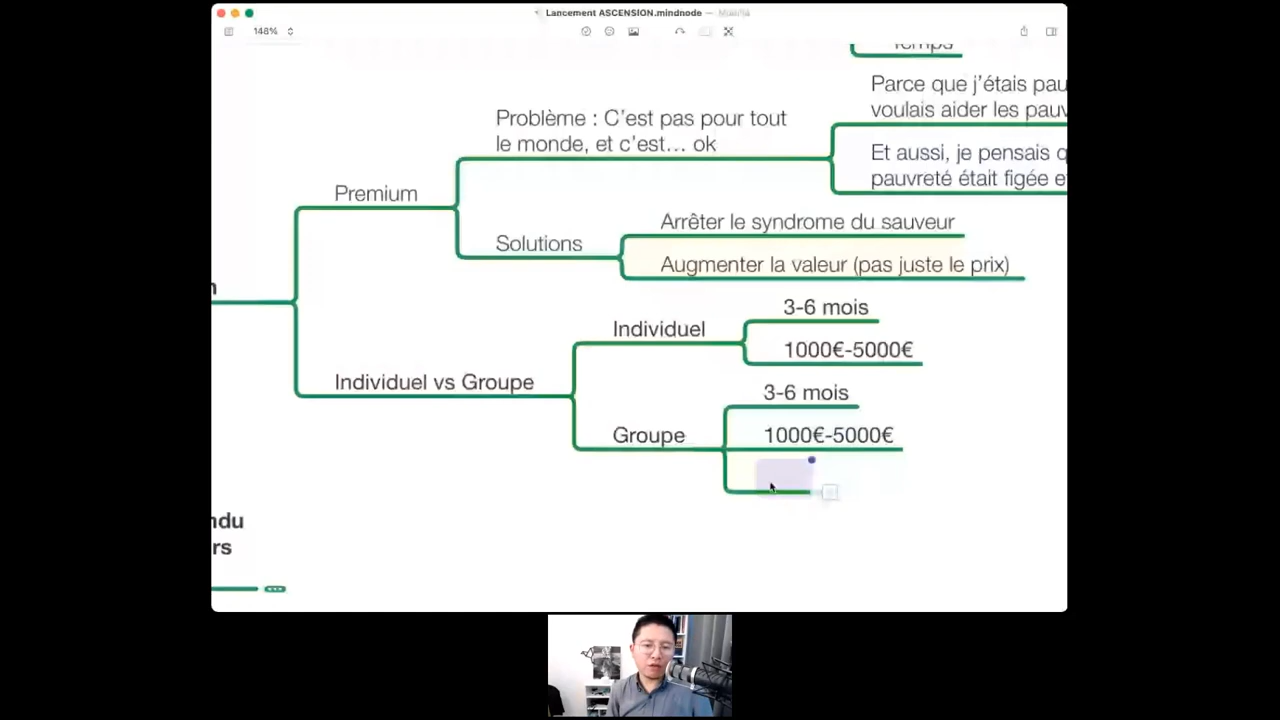 Lancement ASCENSION.mindnode
148%
Temps
Parce que j'étais pau
voulais aider les pauv
Problème : C'est pas pour tout
le monde, et c'est... ok
Et aussi, je pensais q
pauvreté était figée e
Premium
Arrêter le syndrome du sauveur
Solutions
Augmenter la valeur (pas juste le prix)
3-6 mois
Individuel
1000€-5000€
Individuel vs Groupe
3-6 mois
Groupe
1000€-5000€
ndu
rs